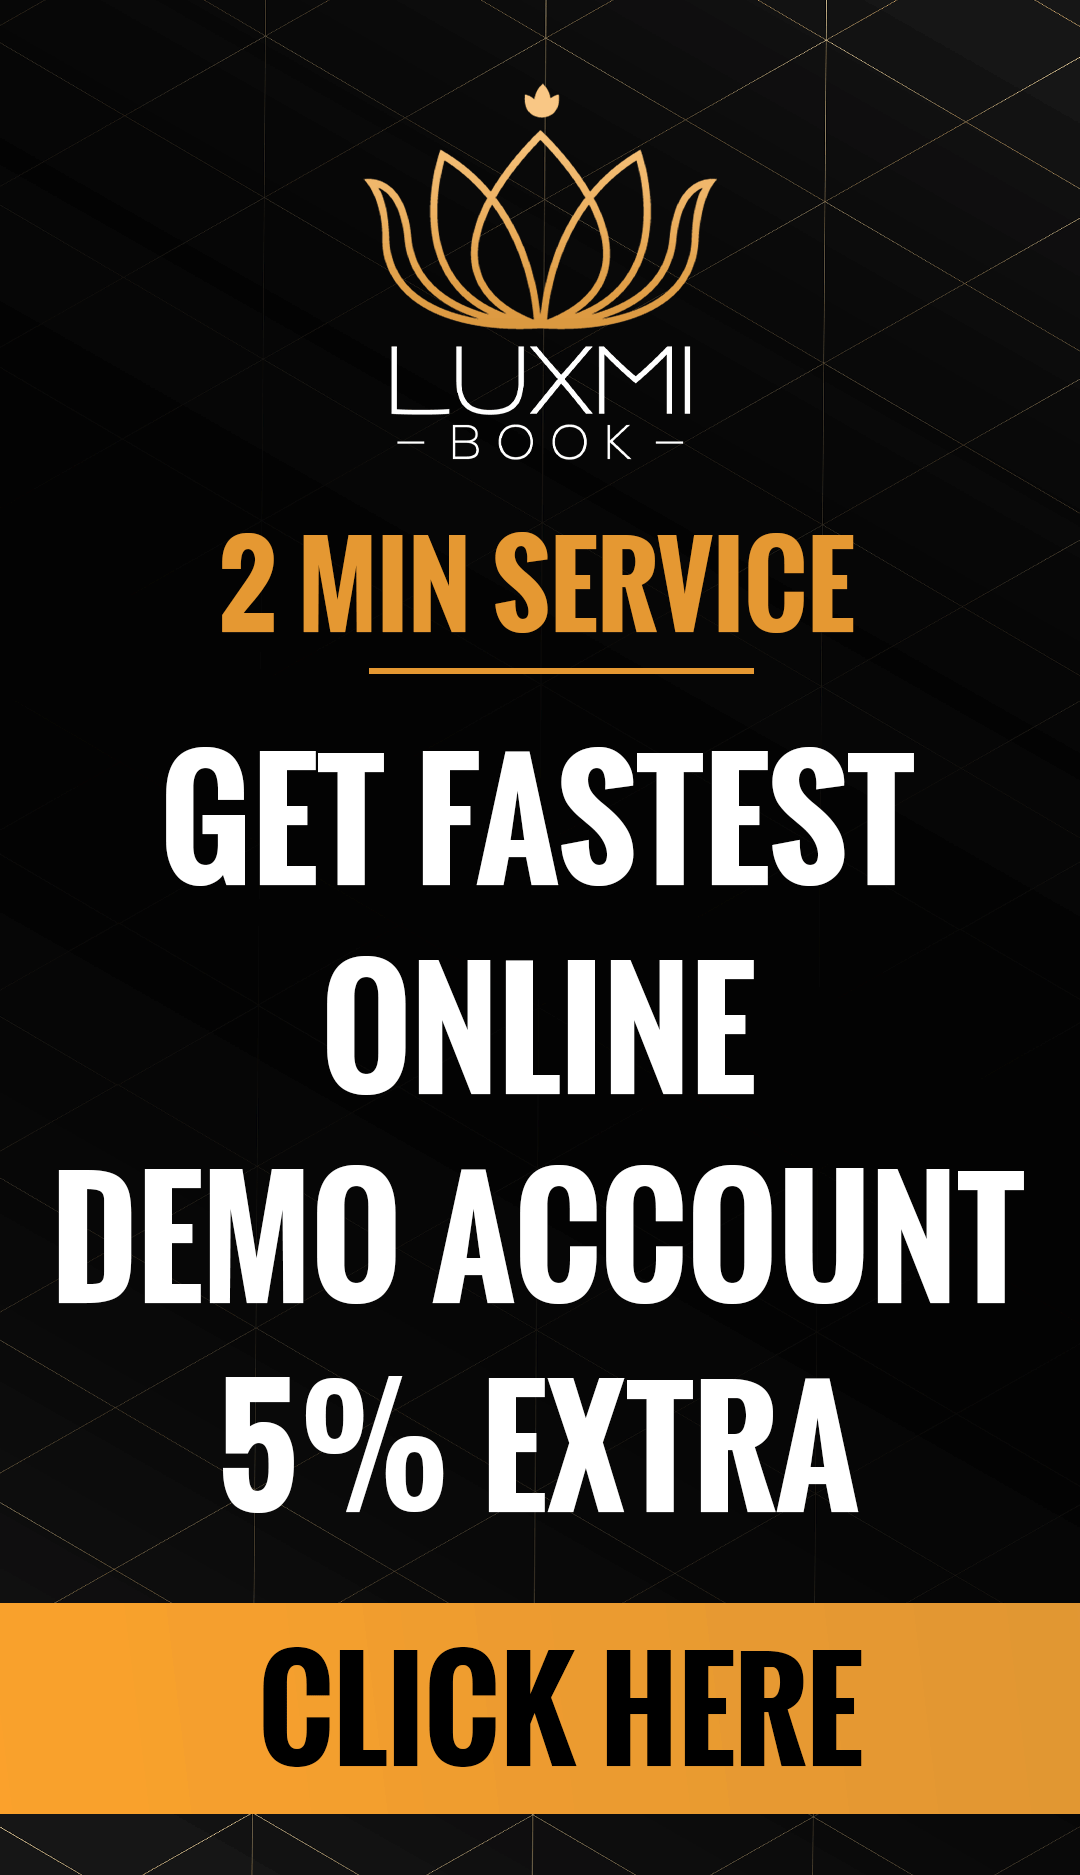 LUXMI
– BOOK –
2 MIN SERVICE
GET FASTEST
ONLINE
DEMO ACCOUNT
5% EXTRA
CLICK HERE